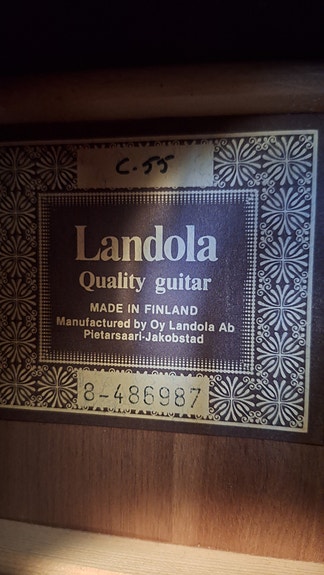 C.55
Landola
Quality guitar
MADE IN FINLAND
Manufactured by Oy Landola Ab
Pietarsaari-Jakobstad
8-486987